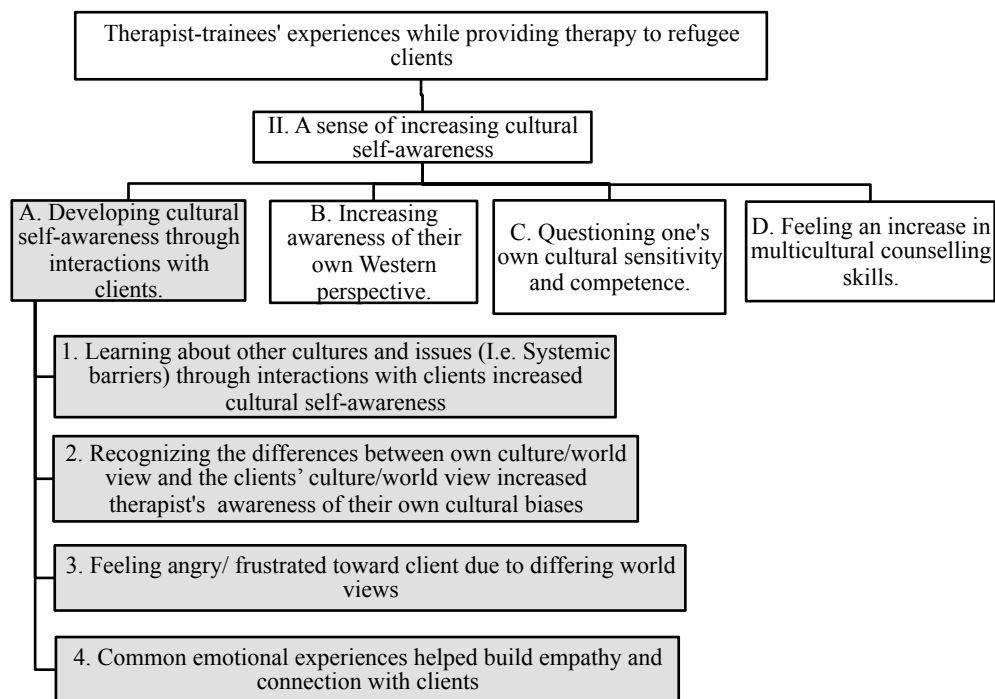 Therapist-trainees' experiences while providing therapy to refugee
clients
II. A sense of increasing cultural
self-awareness
A. Developing cultural
self-awareness through
interactions with
clients.
B. Increasing
awareness of their
own Western
perspective.
C. Questioning one's
own cultural sensitivity
and competence.
D. Feeling an increase in
multicultural counselling
skills.
1. Learning about other cultures and issues (I.e. Systemic
barriers) through interactions with clients increased
cultural self-awareness
2. Recognizing the differences between own culture/world
view and the clients’ culture/world view increased
therapist's  awareness of their own cultural biases
3. Feeling angry/ frustrated toward client due to differing world
views
4. Common emotional experiences helped build empathy and
connection with clients